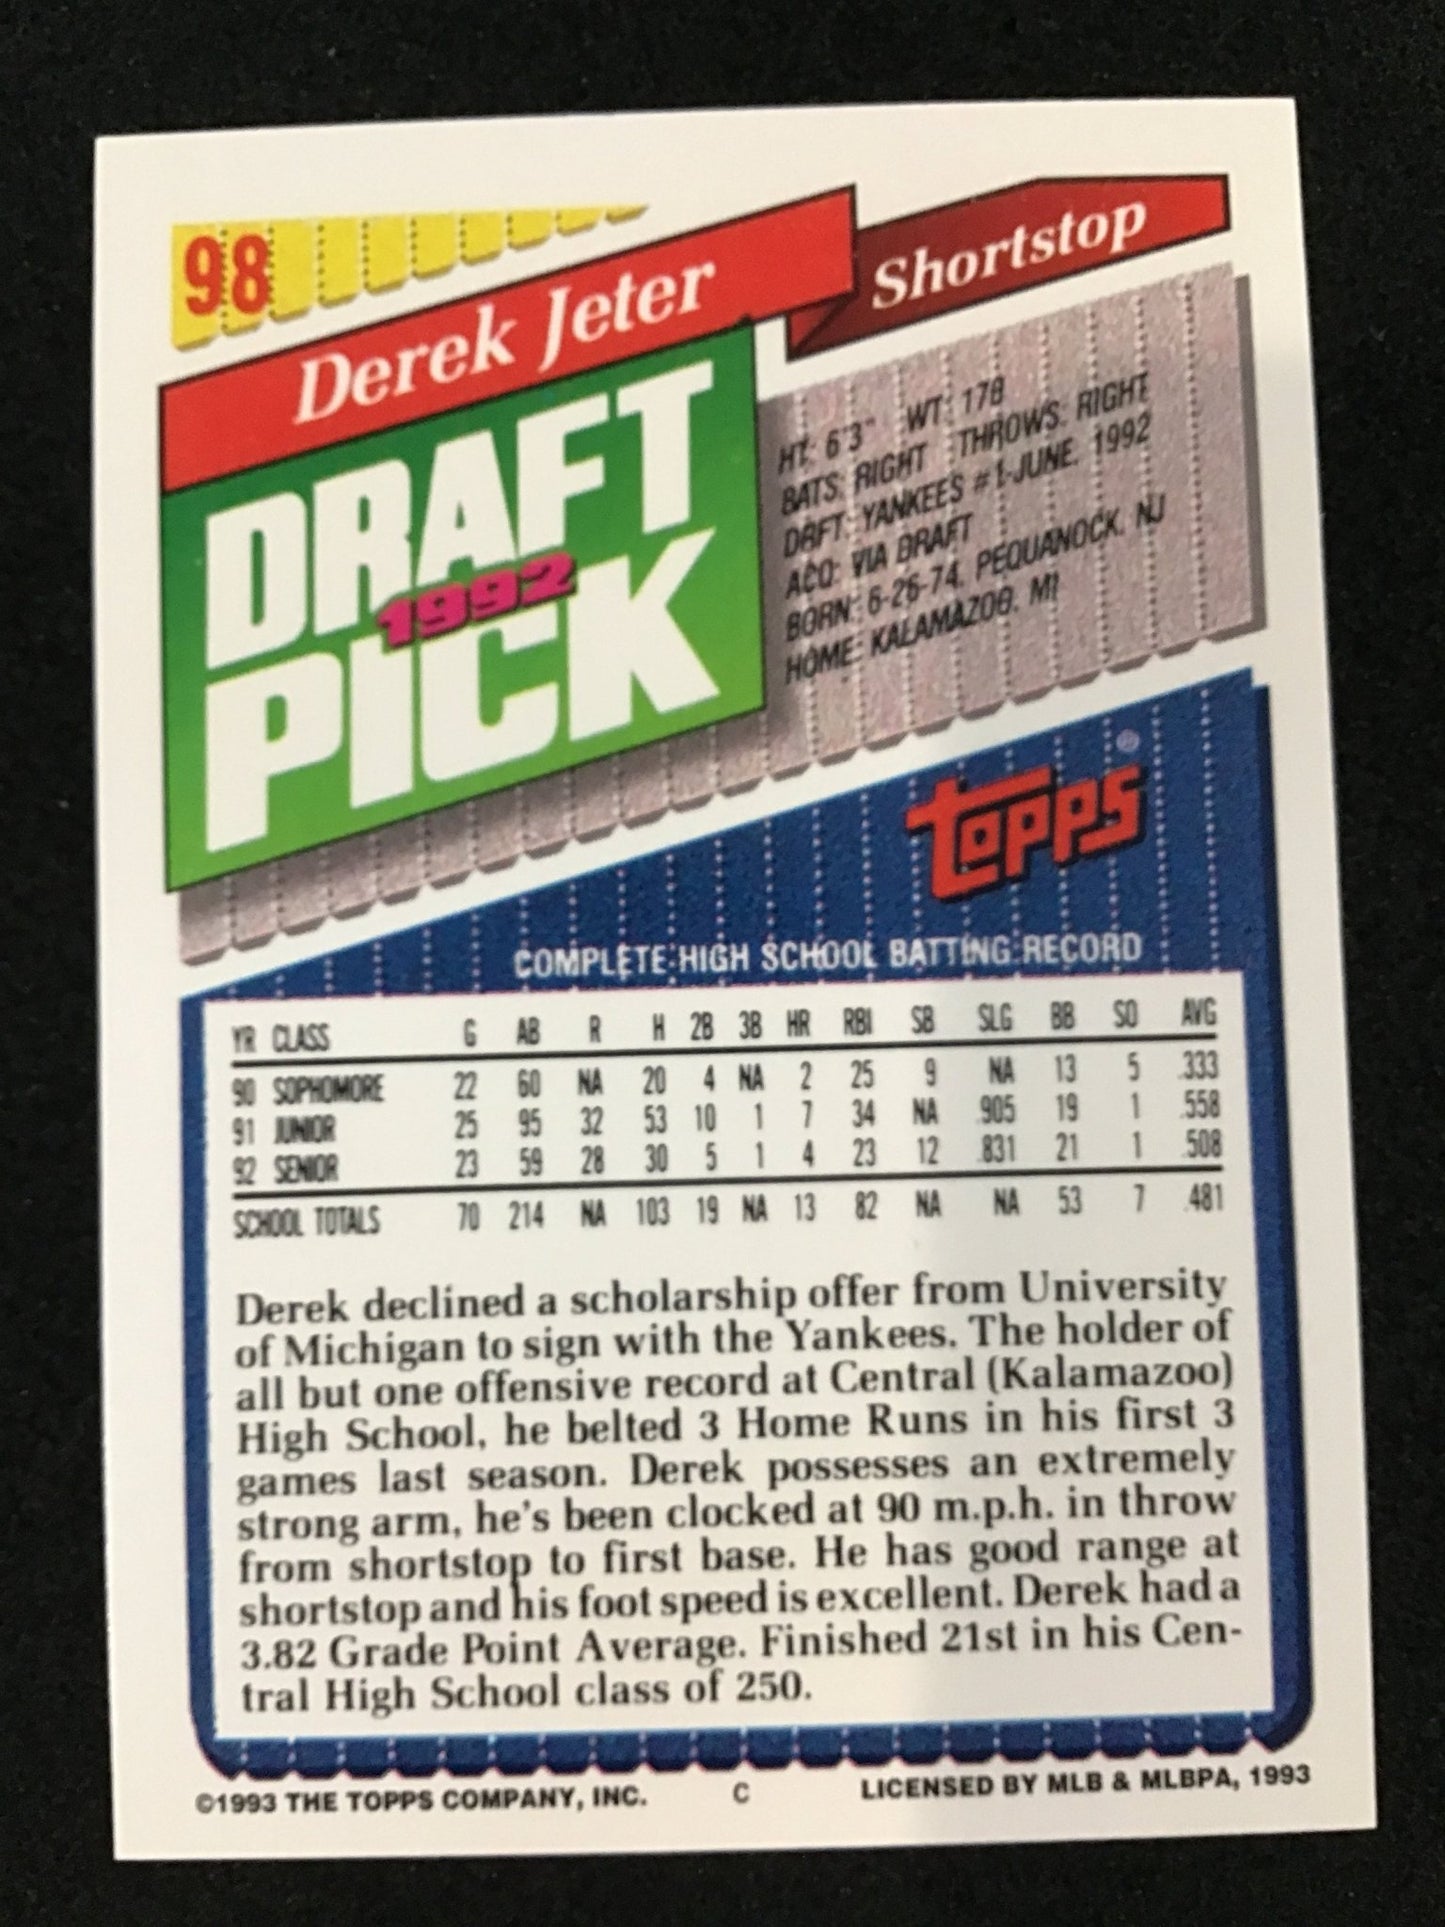 98
Derek Jeter
Shortstop
DRAFT
1992
PICK
HT: 6'3" WT: 178
BATS: RIGHT THROWS: RIGHT
DRFT: YANKEES #1-JUNE, 1992
ACQ: VIA DRAFT
BORN: 6-26-74, PEQUANOCK, NJ
HOME: KALAMAZOO, MI
Topps®
COMPLETE HIGH SCHOOL BATTING RECORD
YR CLASS G AB R H 2B 3B HR RBI SB SLG BB SO AVG
90 SOPHOMORE 22 60 NA 20 4 NA 2 25 9 NA 13 5 .333
91 JUNIOR 25 95 32 53 10 1 7 34 NA .905 19 1 .558
92 SENIOR 23 59 28 30 5 1 4 23 12 .831 21 1 .508
SCHOOL TOTALS 70 214 NA 103 19 NA 13 82 NA NA 53 7 .481
Derek declined a scholarship offer from University
of Michigan to sign with the Yankees. The holder of
all but one offensive record at Central (Kalamazoo)
High School, he belted 3 Home Runs in his first 3
games last season. Derek possesses an extremely
strong arm, he's been clocked at 90 m.p.h. in throw
from shortstop to first base. He has good range at
shortstop and his foot speed is excellent. Derek had a
3.82 Grade Point Average. Finished 21st in his Cen-
tral High School class of 250.
©1993 THE TOPPS COMPANY, INC. C LICENSED BY MLB & MLBPA, 1993